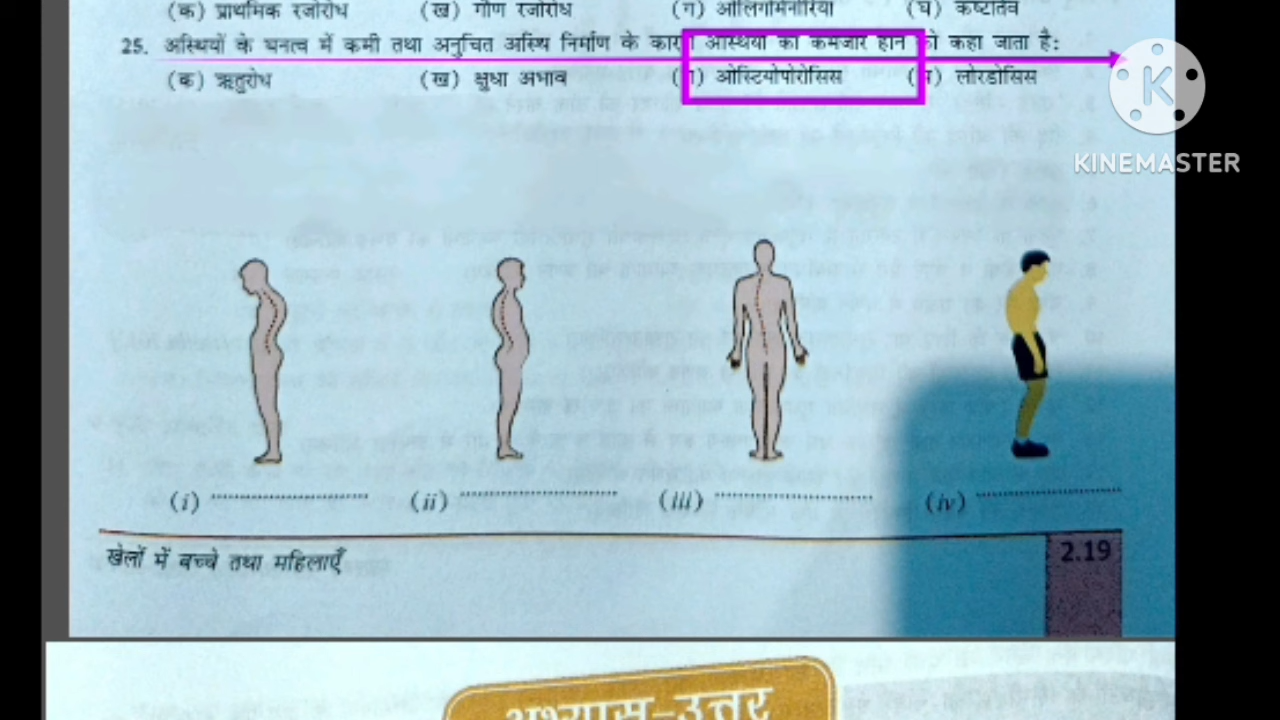 (क) प्राथमिक रजोरोध (ख) गौण रजोरोध (ग) ओलिगोमेनोरिया (घ) कष्टार्तव
25. अस्थियों के घनत्व में कमी तथा अनुचित अस्थि निर्माण के कारण अस्थियों का कमजोर होने को कहा जाता है:
(क) ऋतुरोध (ख) क्षुधा अभाव (ग) ओस्टियोपोरोसिस (घ) लोरडोसिस
K
KINEMASTER
(i) (ii) (iii) (iv)
खेलों में बच्चे तथा महिलाएँ 2.19
अभ्यास-उत्तर